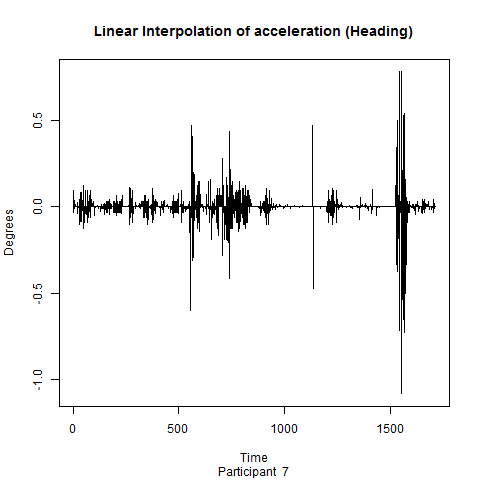 Linear Interpolation of acceleration (Heading)
0.5
0.0
-0.5
-1.0
Degrees
0 500 1000 1500
Time
Participant 7